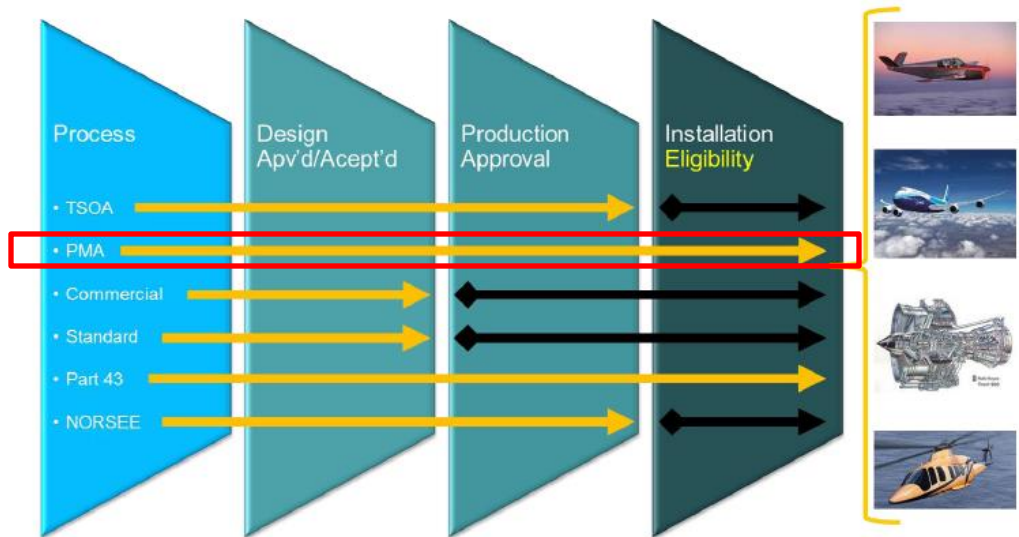 Process
Design
Apv'd/Acept'd
Production
Approval
Installation
Eligibility
• TSOA
• PMA
• Commercial
• Standard
• Part 43
• NORSEE